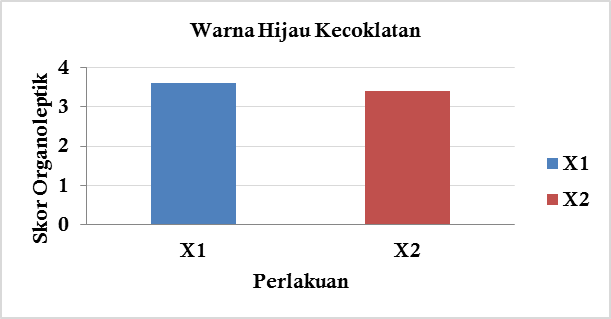 Warna Hijau Kecoklatan
Skor Organoleptik
4
3
2
1
0
X1
X2
Perlakuan
X1
X2